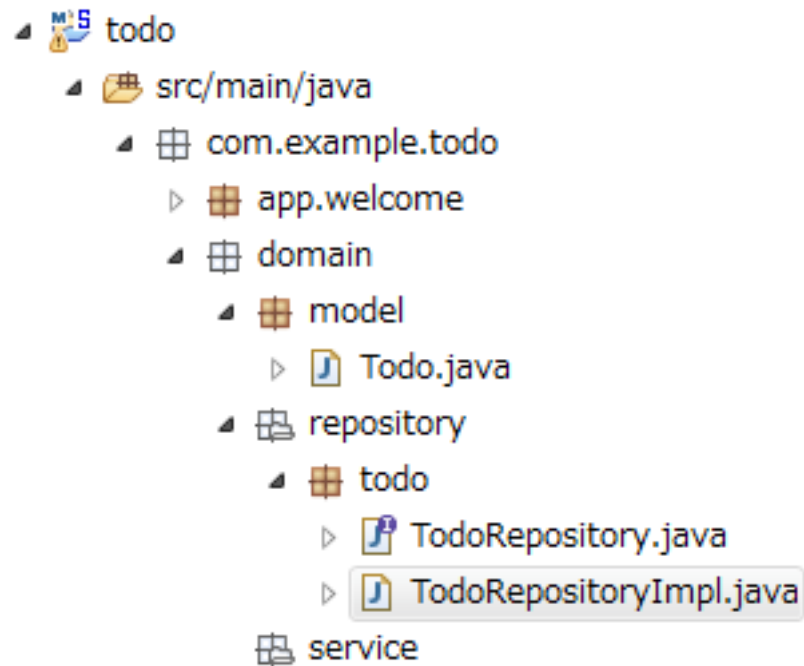 todo
src/main/java
com.example.todo
app.welcome
domain
model
Todo.java
repository
todo
TodoRepository.java
TodoRepositoryImpl.java
service